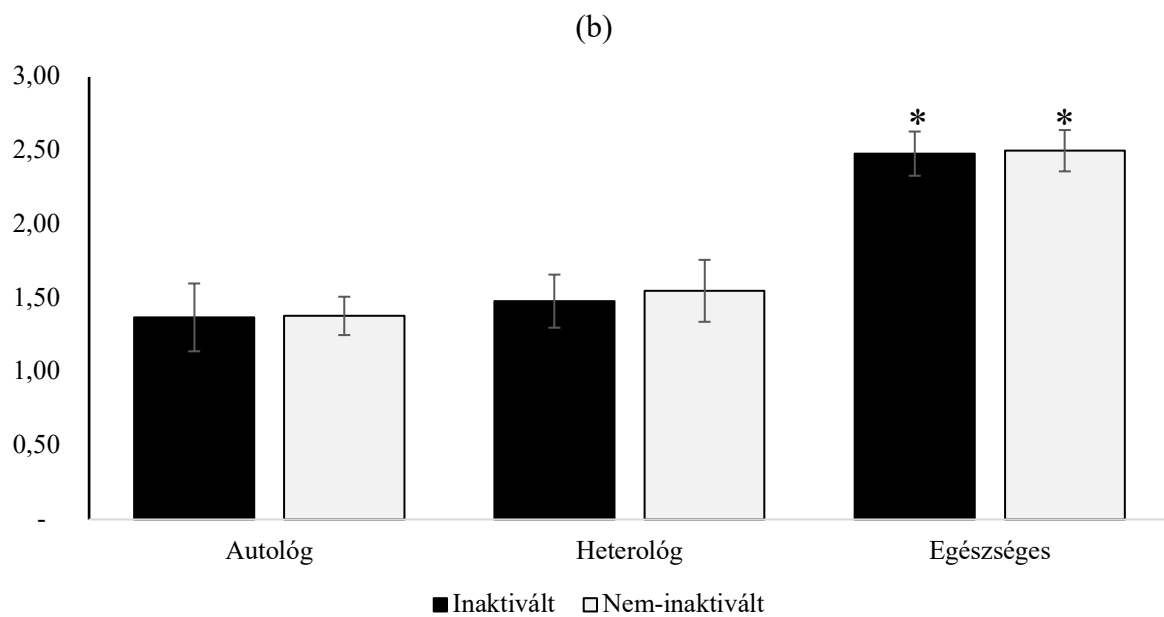 (b)
3,00
* *
2,50
2,00
1,50
1,00
0,50
-
Autológ Heterológ Egészséges
Inaktivált Nem-inaktivált